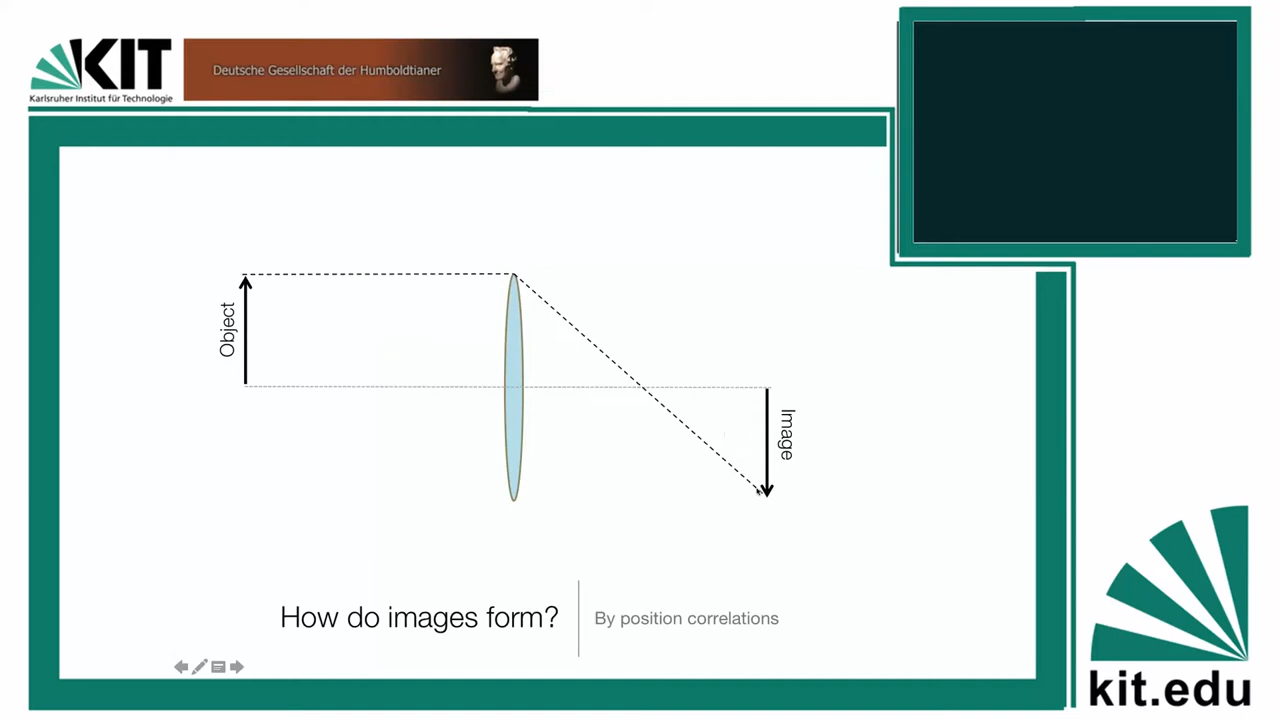 KIT
Karlsruher Institut für Technologie
Deutsche Gesellschaft der Humboldtianer
Object
Image
How do images form?
By position correlations
kit.edu